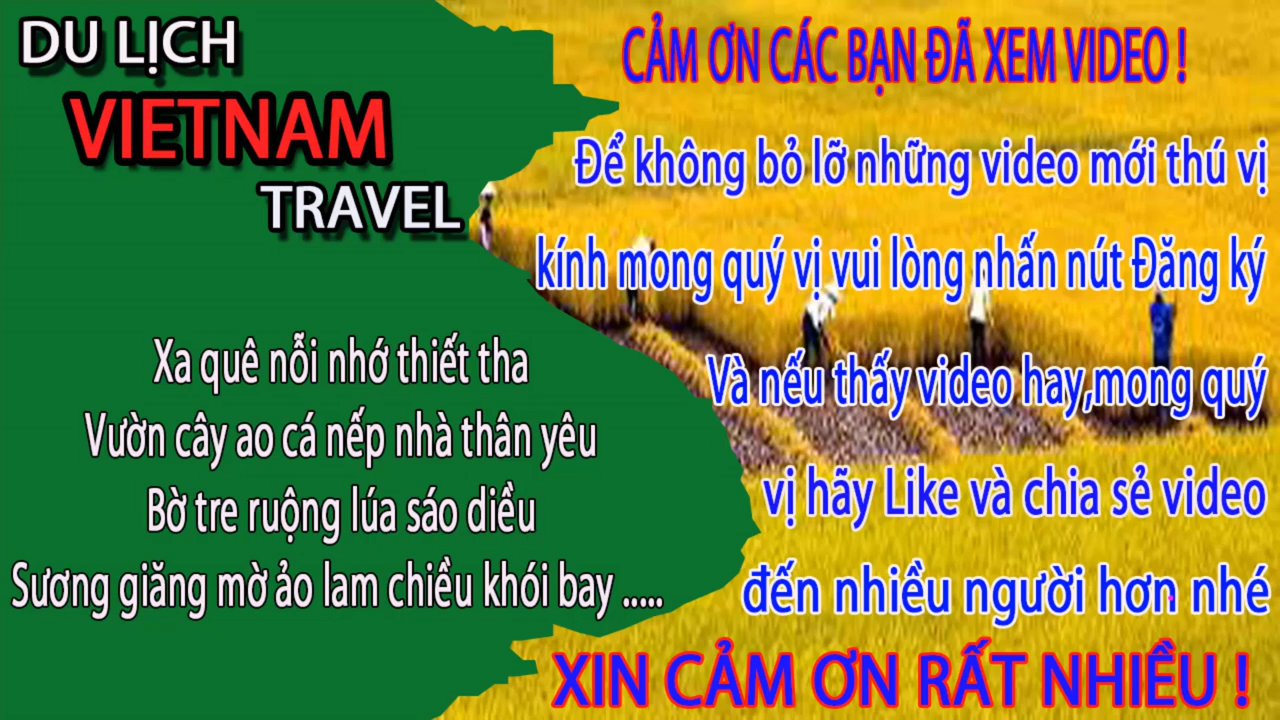 DU LỊCH
VIETNAM
TRAVEL
Xa quê nỗi nhớ thiết tha
Vườn cây ao cá nếp nhà thân yêu
Bờ tre ruộng lúa sáo diều
Sương giăng mờ ảo lam chiều khói bay .....
CẢM ƠN CÁC BẠN ĐÃ XEM VIDEO !
Để không bỏ lỡ những video mới thú vị
kính mong quý vị vui lòng nhấn nút Đăng ký
Và nếu thấy video hay,mong quý
vị hãy Like và chia sẻ video
đến nhiều người hơn nhé
XIN CẢM ƠN RẤT NHIỀU !